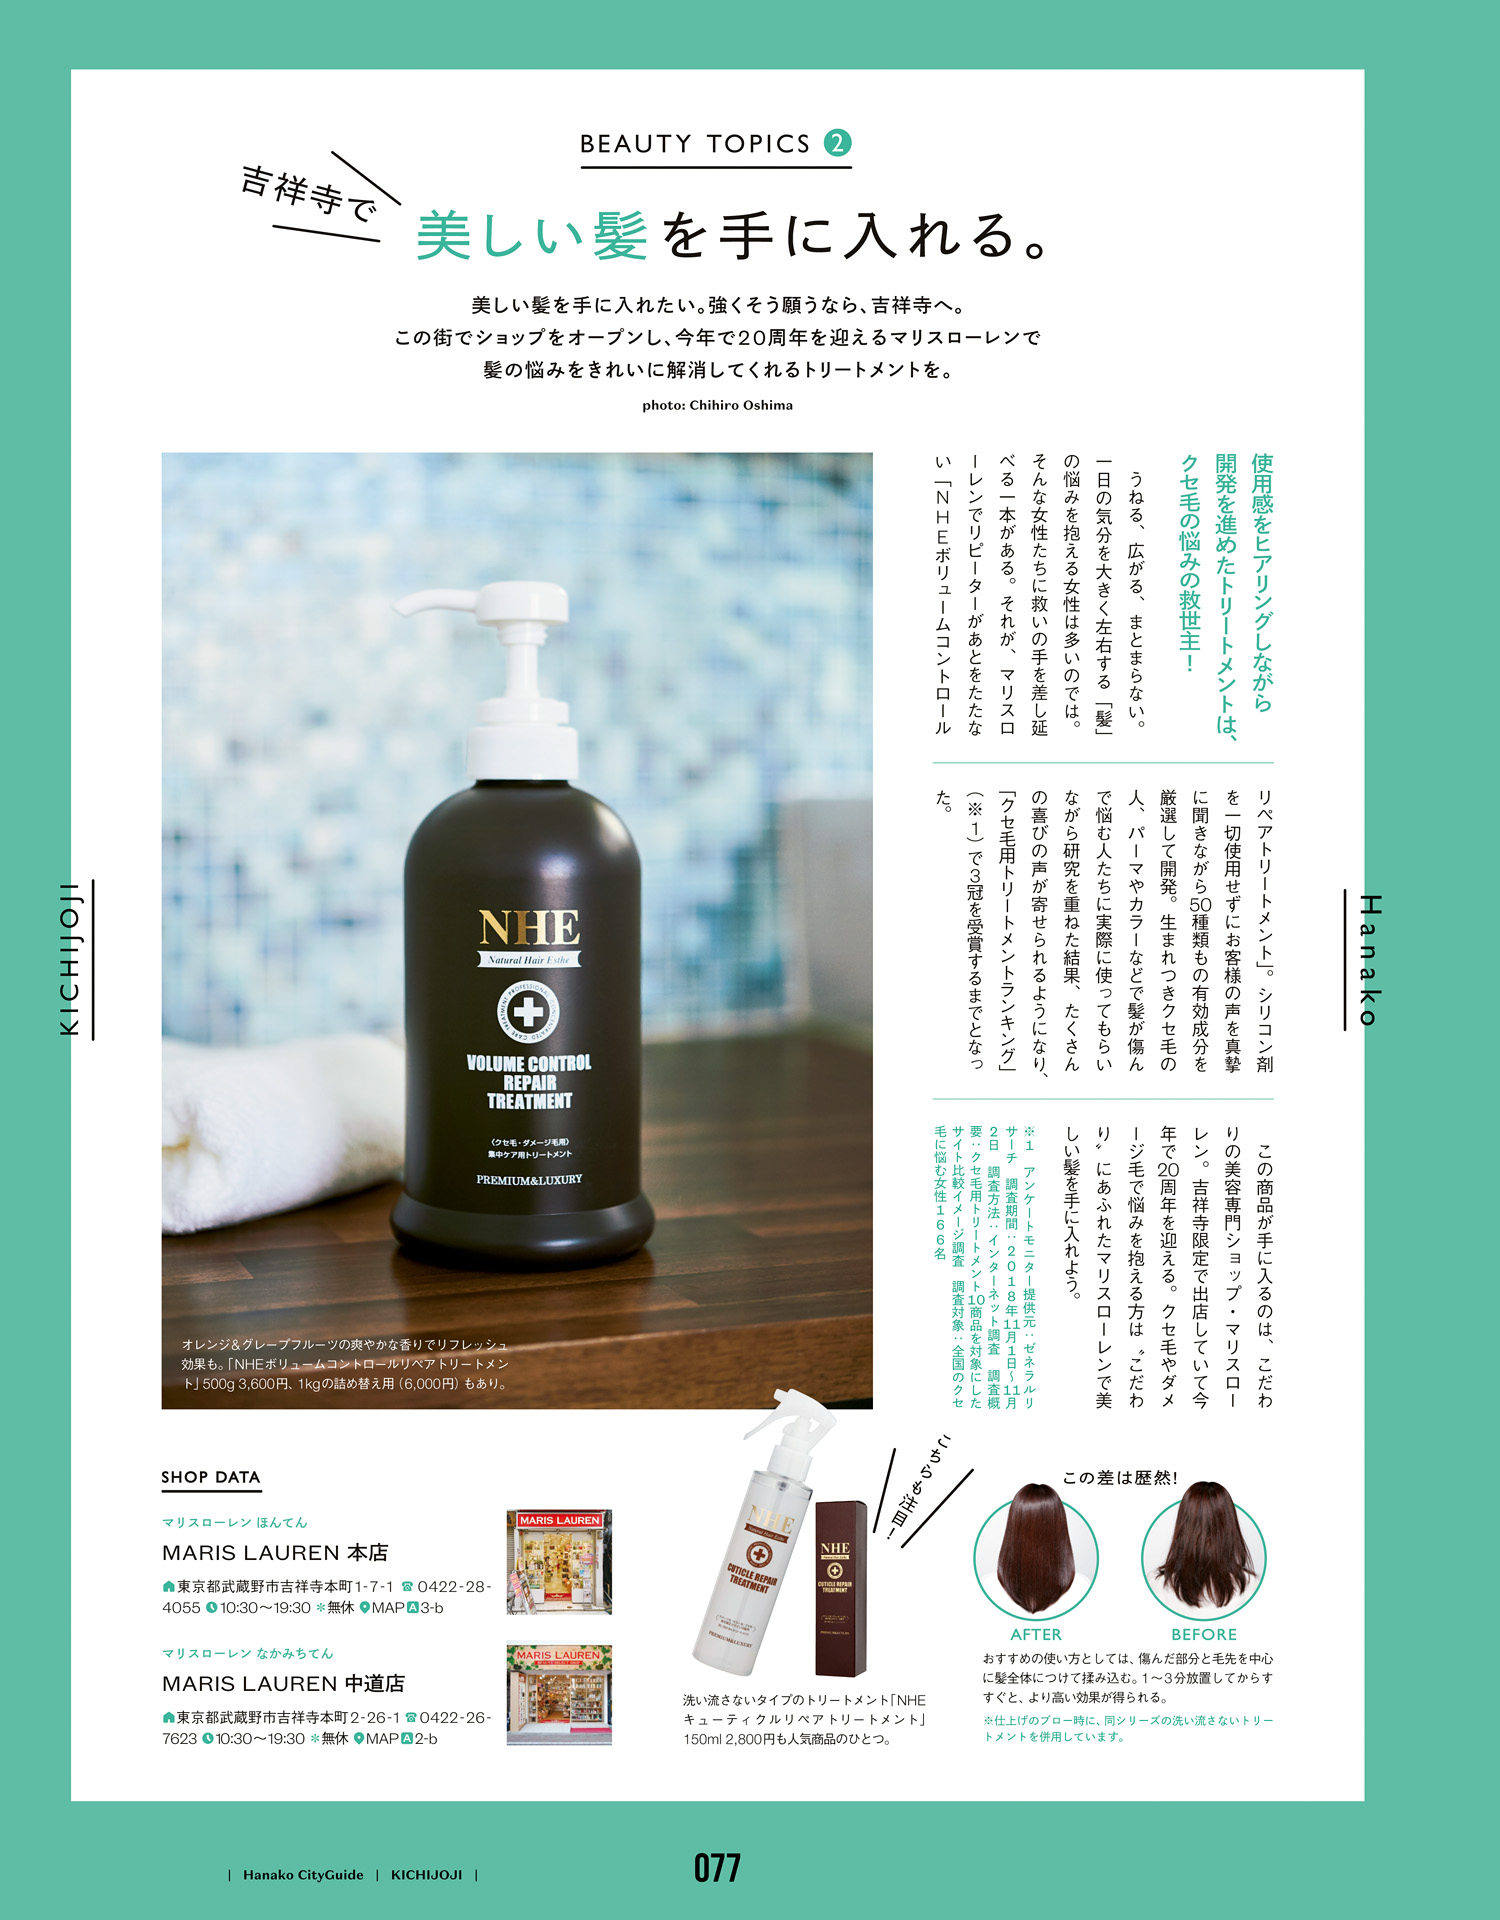 BEAUTY TOPICS 2
吉祥寺で
美しい髪を手に入れる。
美しい髪を手に入れたい。強くそう願うなら、吉祥寺へ。
この街でショップをオープンし、今年で20周年を迎えるマリスローレンで
髪の悩みをきれいに解消してくれるトリートメントを。
photo: Chihiro Oshima
使用感をヒアリングしながら
開発を進めたトリートメントは、
クセ毛の悩みの救世主！
うねる、広がる、まとまらない。
一日の気分を大きく左右する「髪」
の悩みを抱える女性は多いのでは。
そんな女性たちに救いの手を差し延
べる一本がある。それが、マリスロ
ーレンでリピーターがあとをたたな
い「NHEボリュームコントロール
リペアトリートメント」。シリコン剤
を一切使用せずにお客様の声を真摯
に聞きながら50種類もの有効成分を
厳選して開発。生まれつきクセ毛の
人、パーマやカラーなどで髪が傷ん
で悩む人たちに実際に使ってもらい
ながら研究を重ねた結果、たくさん
の喜びの声が寄せられるようになり、
「クセ毛用トリートメントランキング」
（※1）で3冠を受賞するまでとなっ
た。
この商品が手に入るのは、こだわ
りの美容専門ショップ・マリスロー
レン。吉祥寺限定で出店していて今
年で20周年を迎える。クセ毛やダメ
ージ毛で悩みを抱える方は〝こだわ
り〟にあふれたマリスローレンで美
しい髪を手に入れよう。
※1　アンケートモニター提供元：ゼネラルリ
サーチ　調査期間：2018年11月1日〜11月
2日　調査方法：インターネット調査　調査概
要：クセ毛用トリートメント10商品を対象にした
サイト比較イメージ調査　調査対象：全国のクセ
毛に悩む女性166名
NHE
Natural Hair Esthe
PROFESSIONAL CONCENTRATED CARE TREATMENT
VOLUME CONTROL
REPAIR
TREATMENT
〈クセ毛・ダメージ毛用〉
集中ケア用トリートメント
PREMIUM&LUXURY
オレンジ&グレープフルーツの爽やかな香りでリフレッシュ
効果も。「NHEボリュームコントロールリペアトリートメン
ト」500g 3,600円、1kgの詰め替え用（6,000円）もあり。
KICHIJOJI
Hanako
SHOP DATA
マリスローレン ほんてん
MARIS LAUREN 本店
東京都武蔵野市吉祥寺本町1-7-1 ☎0422-28-
4055 10:30〜19:30 ＊無休 MAP A 3-b
MARIS LAUREN
マリスローレン なかみちてん
MARIS LAUREN 中道店
東京都武蔵野市吉祥寺本町2-26-1 ☎0422-26-
7623 10:30〜19:30 ＊無休 MAP A 2-b
MARIS LAUREN
こちらも注目！
NHE
Natural Hair Esthe
CUTICLE REPAIR
TREATMENT
PREMIUM&LUXURY
NHE
CUTICLE REPAIR
TREATMENT
洗い流さないタイプのトリートメント「NHE
キューティクルリペアトリートメント」
150ml 2,800円も人気商品のひとつ。
この差は歴然！
AFTER
BEFORE
おすすめの使い方としては、傷んだ部分と毛先を中心
に髪全体につけて揉み込む。1〜3分放置してからす
すぐと、より高い効果が得られる。
※仕上げのブロー時に、同シリーズの洗い流さないトリー
トメントを併用しています。
| Hanako CityGuide | KICHIJOJI |
077